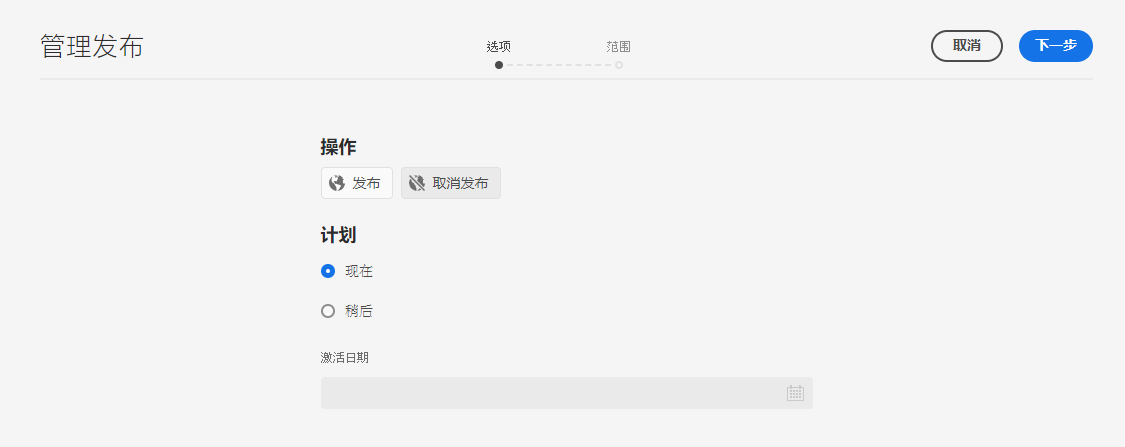 管理发布
选项
范围
取消
下一步
操作
发布
取消发布
计划
现在
稍后
激活日期